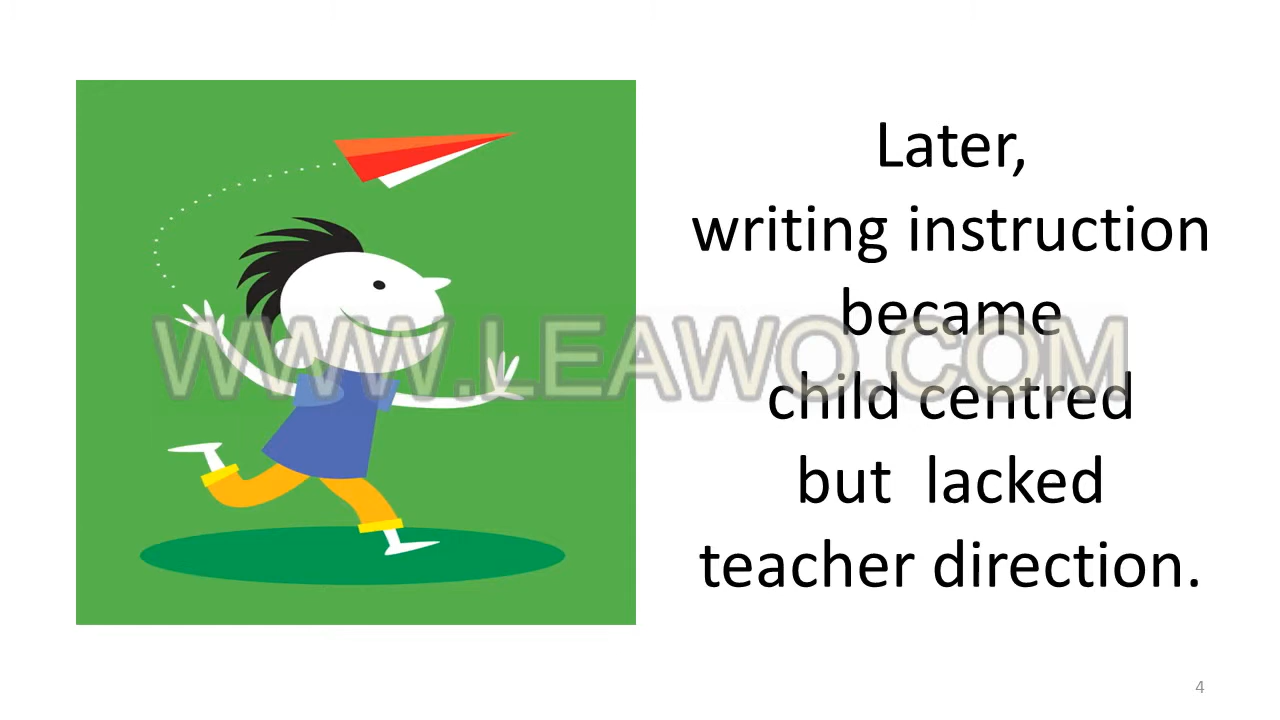 Later,
writing instruction
became
child centred
but lacked
teacher direction.
WWW.LEAWO.COM
4